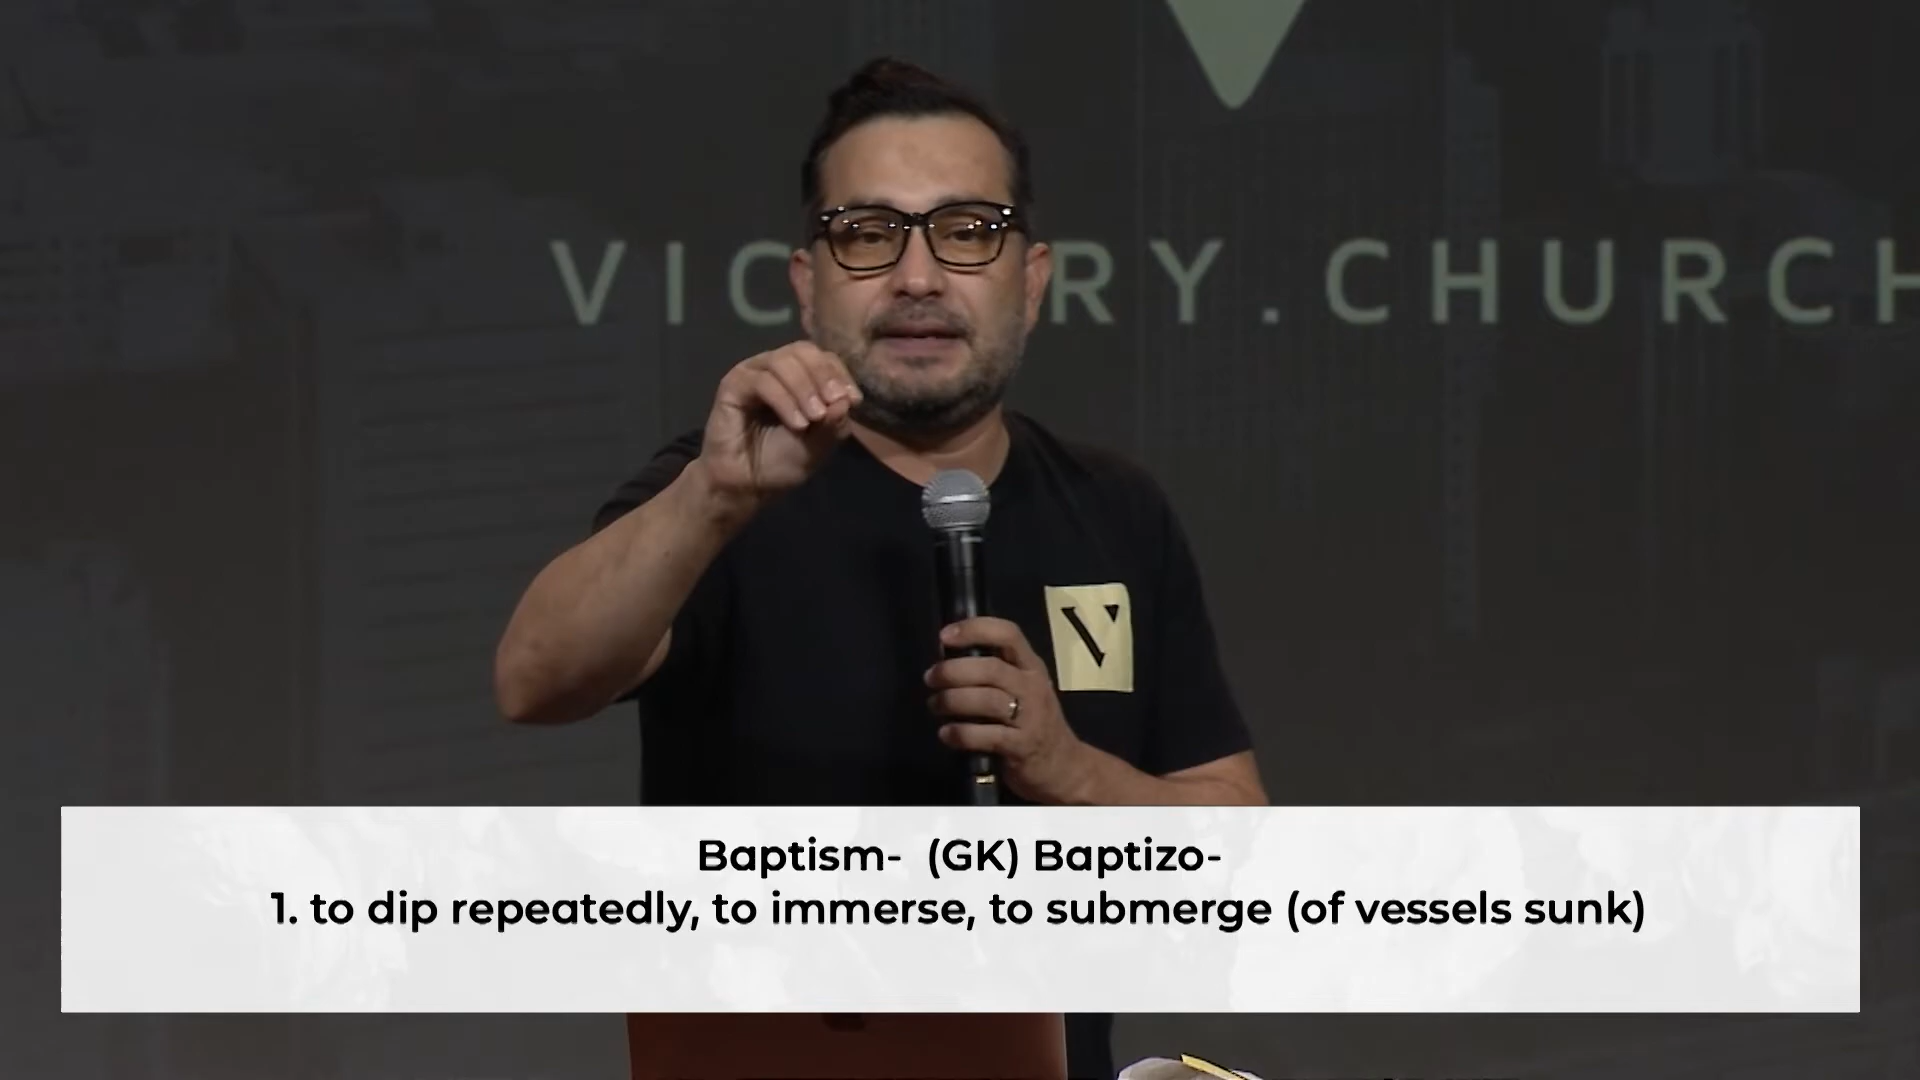 VIC RY.CHURCH
V
Baptism- (GK) Baptizo-
1. to dip repeatedly, to immerse, to submerge (of vessels sunk)